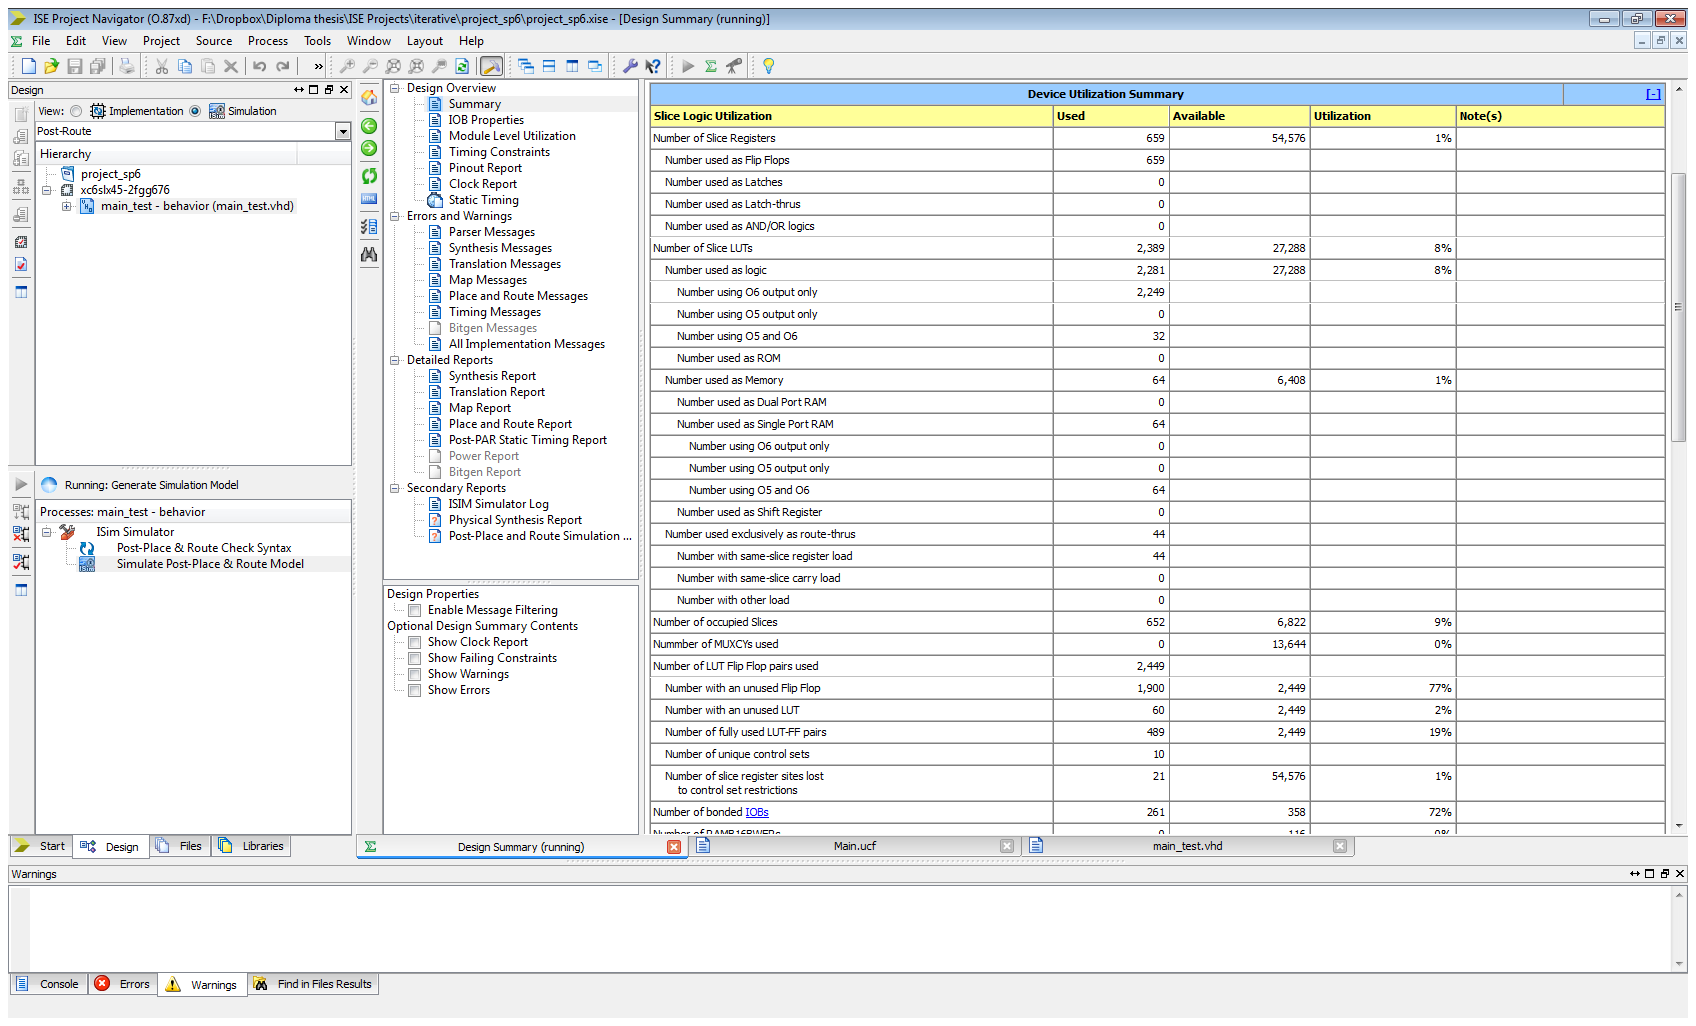 ISE Project Navigator (O.87xd) - F:\Dropbox\Diploma thesis\ISE Projects\iterative\project_sp6\project_sp6.xise - [Design Summary (running)]
File Edit View Project Source Process Tools Window Layout Help
»
Design
View: Implementation Simulation
Post-Route
Hierarchy
project_sp6
xc6slx45-2fgg676
main_test - behavior (main_test.vhd)
Running: Generate Simulation Model
Processes: main_test - behavior
ISim Simulator
Post-Place & Route Check Syntax
Simulate Post-Place & Route Model
Start Design Files Libraries
Design Overview
Summary
IOB Properties
Module Level Utilization
Timing Constraints
Pinout Report
Clock Report
Static Timing
Errors and Warnings
Parser Messages
Synthesis Messages
Translation Messages
Map Messages
Place and Route Messages
Timing Messages
Bitgen Messages
All Implementation Messages
Detailed Reports
Synthesis Report
Translation Report
Map Report
Place and Route Report
Post-PAR Static Timing Report
Power Report
Bitgen Report
Secondary Reports
ISIM Simulator Log
Physical Synthesis Report
Post-Place and Route Simulation ...
Design Properties
Enable Message Filtering
Optional Design Summary Contents
Show Clock Report
Show Failing Constraints
Show Warnings
Show Errors
Device Utilization Summary [-]
Slice Logic Utilization Used Available Utilization Note(s)
Number of Slice Registers 659 54,576 1%
Number used as Flip Flops 659
Number used as Latches 0
Number used as Latch-thrus 0
Number used as AND/OR logics 0
Number of Slice LUTs 2,389 27,288 8%
Number used as logic 2,281 27,288 8%
Number using O6 output only 2,249
Number using O5 output only 0
Number using O5 and O6 32
Number used as ROM 0
Number used as Memory 64 6,408 1%
Number used as Dual Port RAM 0
Number used as Single Port RAM 64
Number using O6 output only 0
Number using O5 output only 0
Number using O5 and O6 64
Number used as Shift Register 0
Number used exclusively as route-thrus 44
Number with same-slice register load 44
Number with same-slice carry load 0
Number with other load 0
Number of occupied Slices 652 6,822 9%
Nummber of MUXCYs used 0 13,644 0%
Number of LUT Flip Flop pairs used 2,449
Number with an unused Flip Flop 1,900 2,449 77%
Number with an unused LUT 60 2,449 2%
Number of fully used LUT-FF pairs 489 2,449 19%
Number of unique control sets 10
Number of slice register sites lost
to control set restrictions 21 54,576 1%
Number of bonded IOBs 261 358 72%
Number of RAMB16BWERs 0 116 0%
Design Summary (running) Main.ucf main_test.vhd
Warnings
Console Errors Warnings Find in Files Results